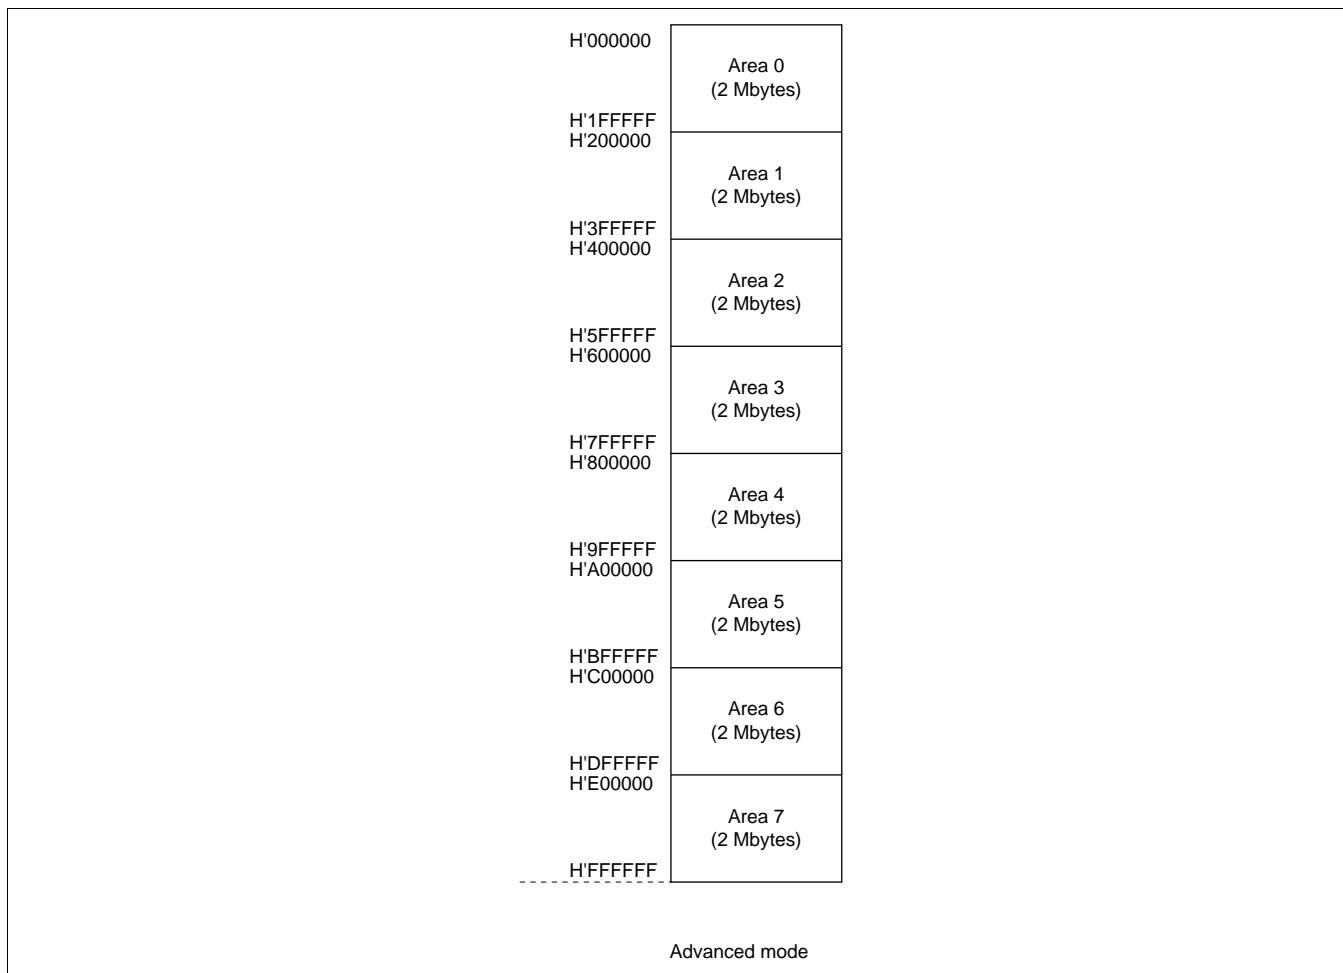 H'000000
Area 0
(2 Mbytes)
H'1FFFFF
H'200000
Area 1
(2 Mbytes)
H'3FFFFF
H'400000
Area 2
(2 Mbytes)
H'5FFFFF
H'600000
Area 3
(2 Mbytes)
H'7FFFFF
H'800000
Area 4
(2 Mbytes)
H'9FFFFF
H'A00000
Area 5
(2 Mbytes)
H'BFFFFF
H'C00000
Area 6
(2 Mbytes)
H'DFFFFF
H'E00000
Area 7
(2 Mbytes)
H'FFFFFF
Advanced mode